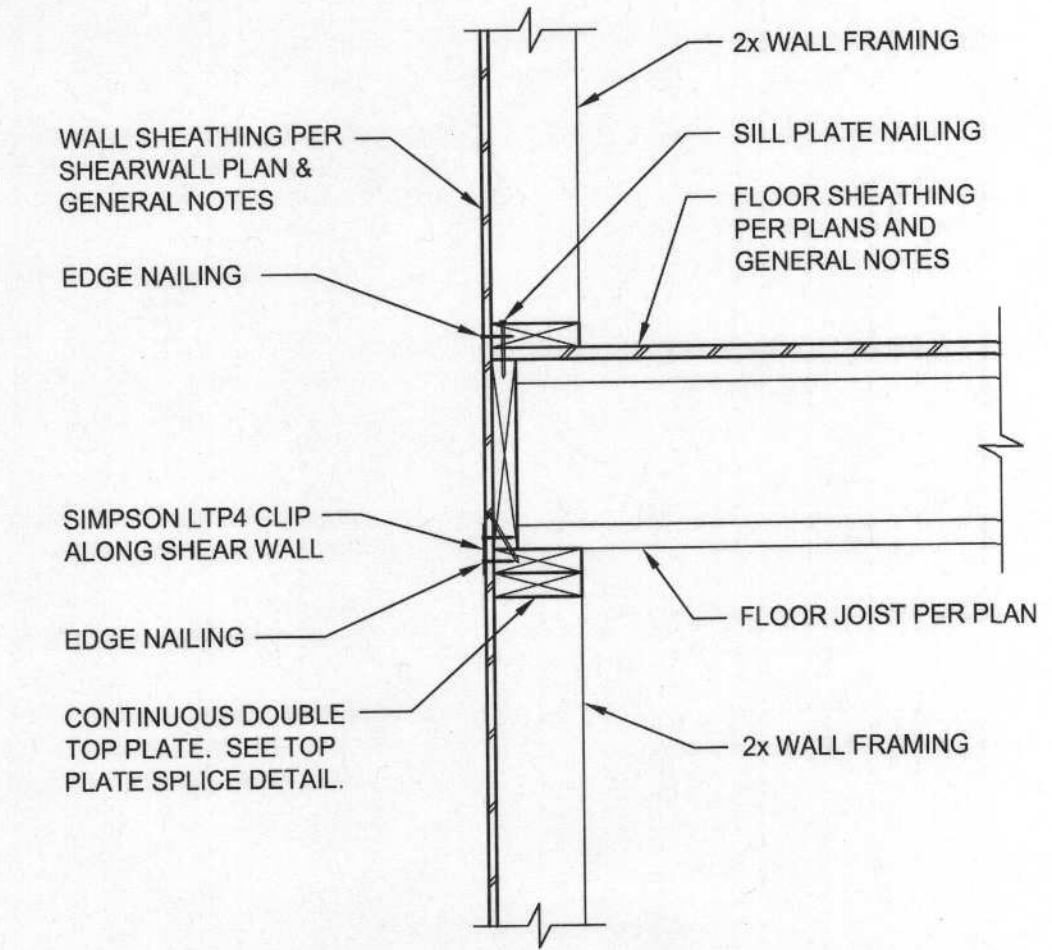 2x WALL FRAMING
WALL SHEATHING PER
SHEARWALL PLAN &
GENERAL NOTES
SILL PLATE NAILING
FLOOR SHEATHING
PER PLANS AND
GENERAL NOTES
EDGE NAILING
SIMPSON LTP4 CLIP
ALONG SHEAR WALL
EDGE NAILING
FLOOR JOIST PER PLAN
CONTINUOUS DOUBLE
TOP PLATE. SEE TOP
PLATE SPLICE DETAIL.
2x WALL FRAMING